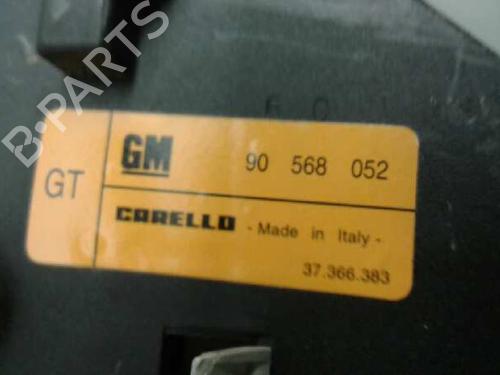 B-PARTS
GT
GM 90 568 052
CARELLO - Made in Italy -
37.366.383